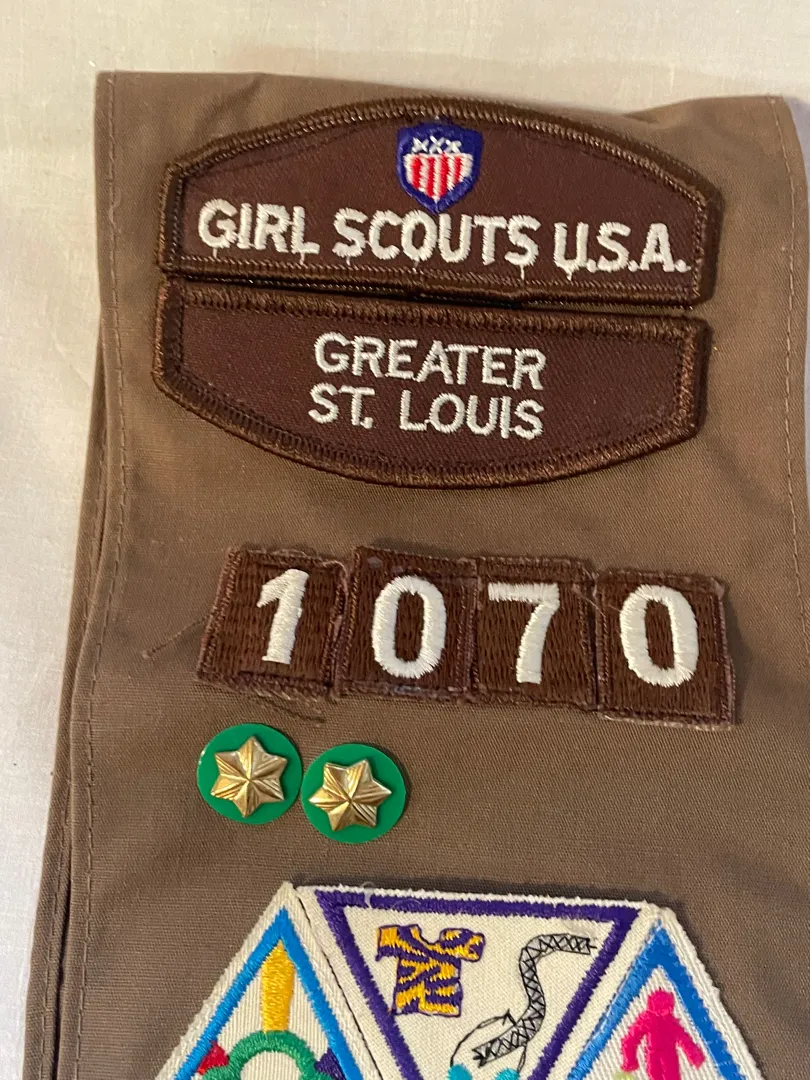 GIRL SCOUTS U.S.A.
GREATER
ST. LOUIS
1070